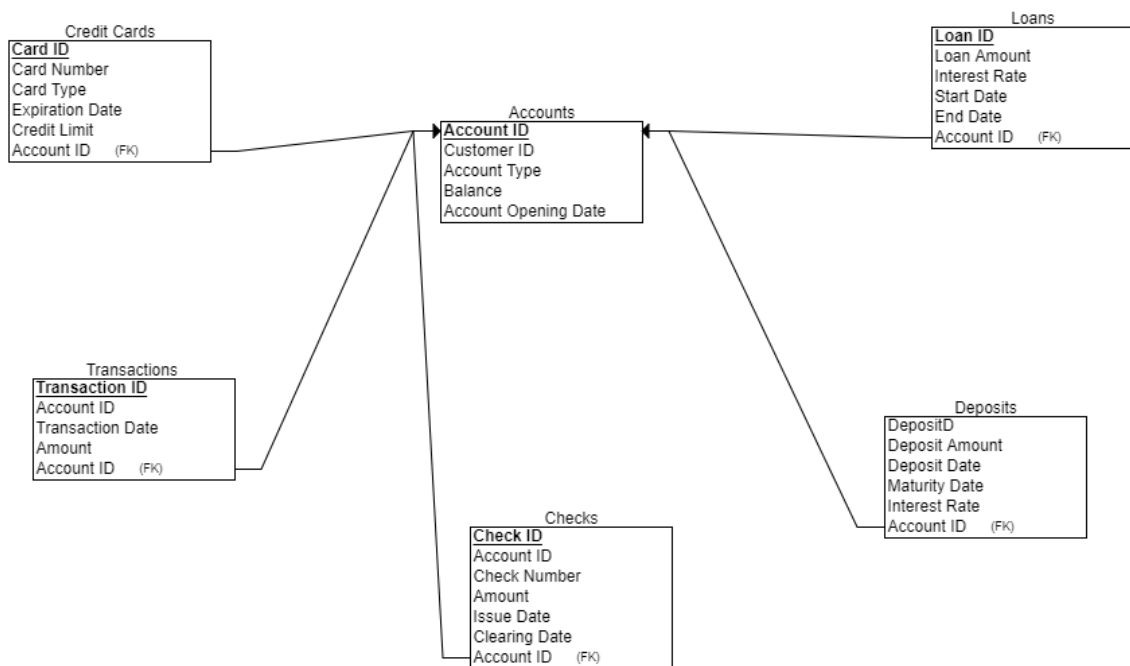 Credit Cards
Card ID
Card Number
Card Type
Expiration Date
Credit Limit
Account ID (FK)
Accounts
Account ID
Customer ID
Account Type
Balance
Account Opening Date
Loans
Loan ID
Loan Amount
Interest Rate
Start Date
End Date
Account ID (FK)
Transactions
Transaction ID
Account ID
Transaction Date
Amount
Account ID (FK)
Checks
Check ID
Account ID
Check Number
Amount
Issue Date
Clearing Date
Account ID (FK)
Deposits
DepositD
Deposit Amount
Deposit Date
Maturity Date
Interest Rate
Account ID (FK)